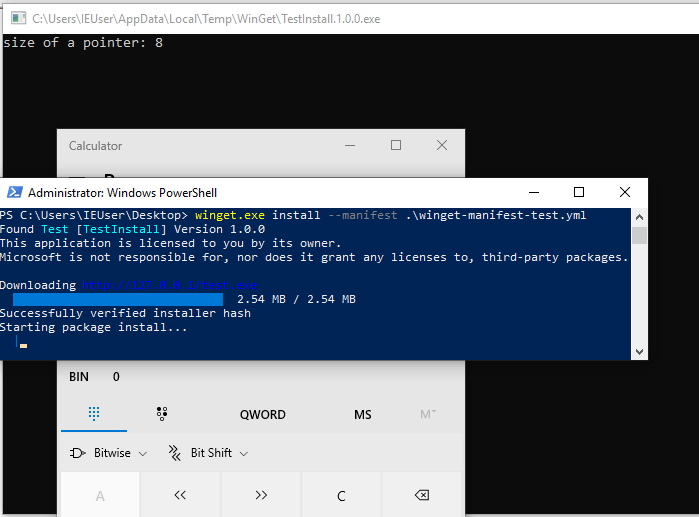 C:\Users\IEUser\AppData\Local\Temp\WinGet\TestInstall.1.0.0.exe
size of a pointer: 8
Calculator
Administrator: Windows PowerShell
PS C:\Users\IEUser\Desktop> winget.exe install --manifest .\winget-manifest-test.yml
Found Test [TestInstall] Version 1.0.0
This application is licensed to you by its owner.
Microsoft is not responsible for, nor does it grant any licenses to, third-party packages.
Downloading
2.54 MB / 2.54 MB
Successfully verified installer hash
Starting package install...
BIN 0
QWORD MS M˅
Bitwise Bit Shift
A << >> C